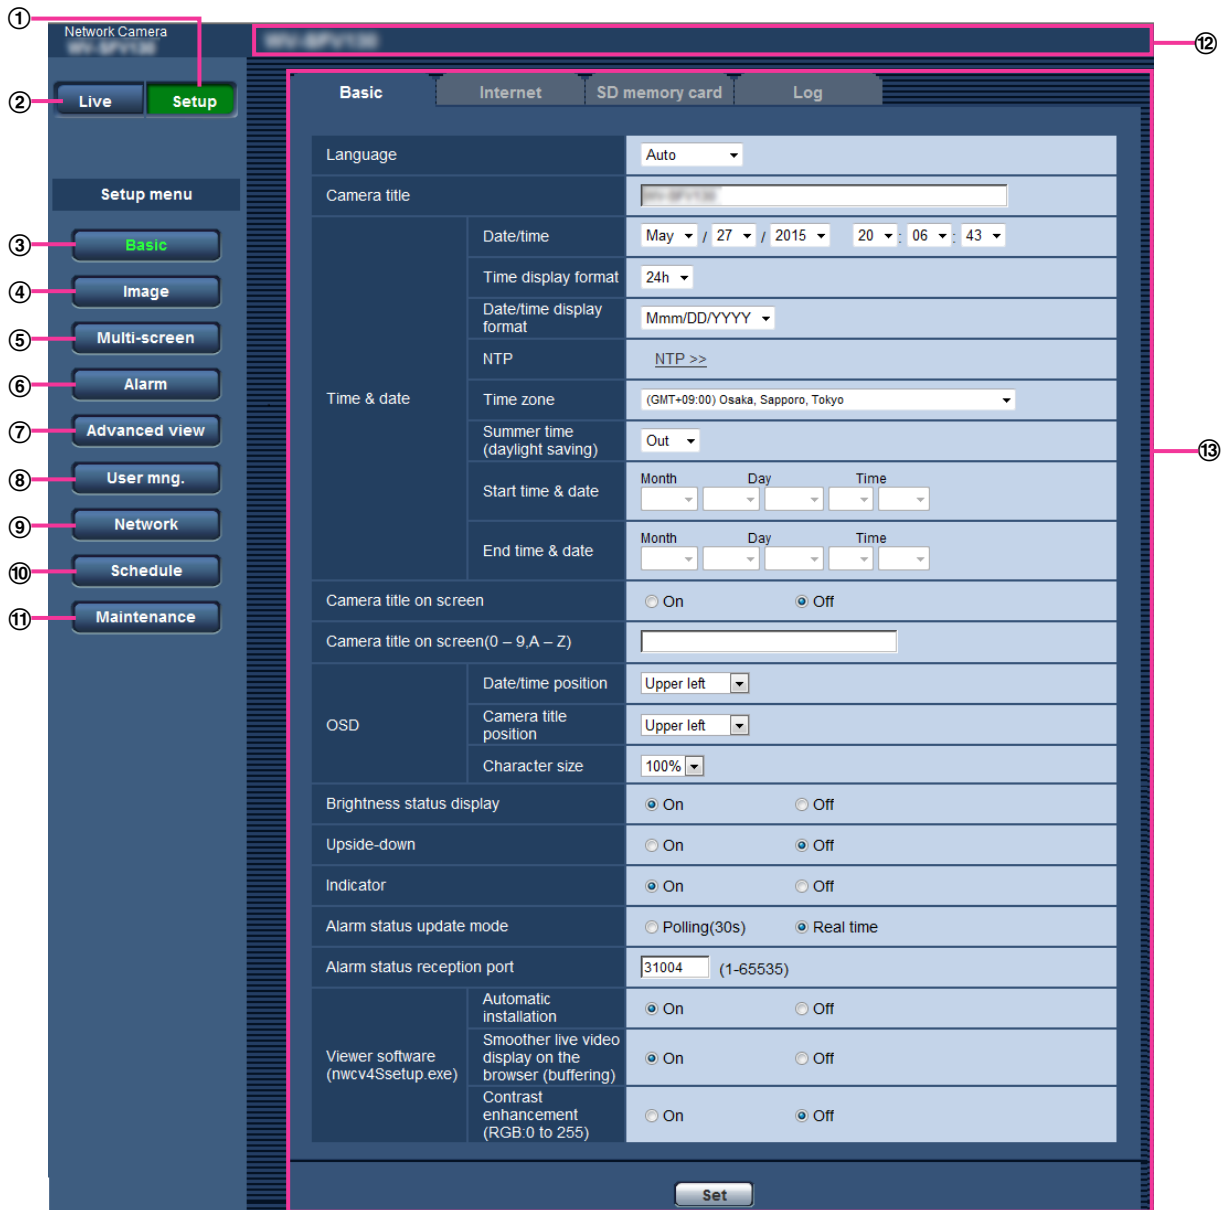 ①
Network Camera
⑫
② Live Setup
Basic Internet SD memory card Log
Language Auto
Setup menu
Camera title
③ Basic
Time & date
Date/time May / 27 / 2015 20 : 06 : 43
④ Image
Time display format 24h
Date/time display format Mmm/DD/YYYY
⑤ Multi-screen
NTP NTP >>
⑥ Alarm
Time zone (GMT+09:00) Osaka, Sapporo, Tokyo
⑦ Advanced view
Summer time (daylight saving) Out
⑬
⑧ User mng.
Start time & date Month Day Time
⑨ Network
End time & date Month Day Time
⑩ Schedule
Camera title on screen On Off
⑪ Maintenance
Camera title on screen(0 – 9,A – Z)
OSD
Date/time position Upper left
Camera title position Upper left
Character size 100%
Brightness status display On Off
Upside-down On Off
Indicator On Off
Alarm status update mode Polling(30s) Real time
Alarm status reception port 31004 (1-65535)
Viewer software
(nwcv4Ssetup.exe)
Automatic installation On Off
Smoother live video display on the browser (buffering) On Off
Contrast enhancement (RGB:0 to 255) On Off
Set